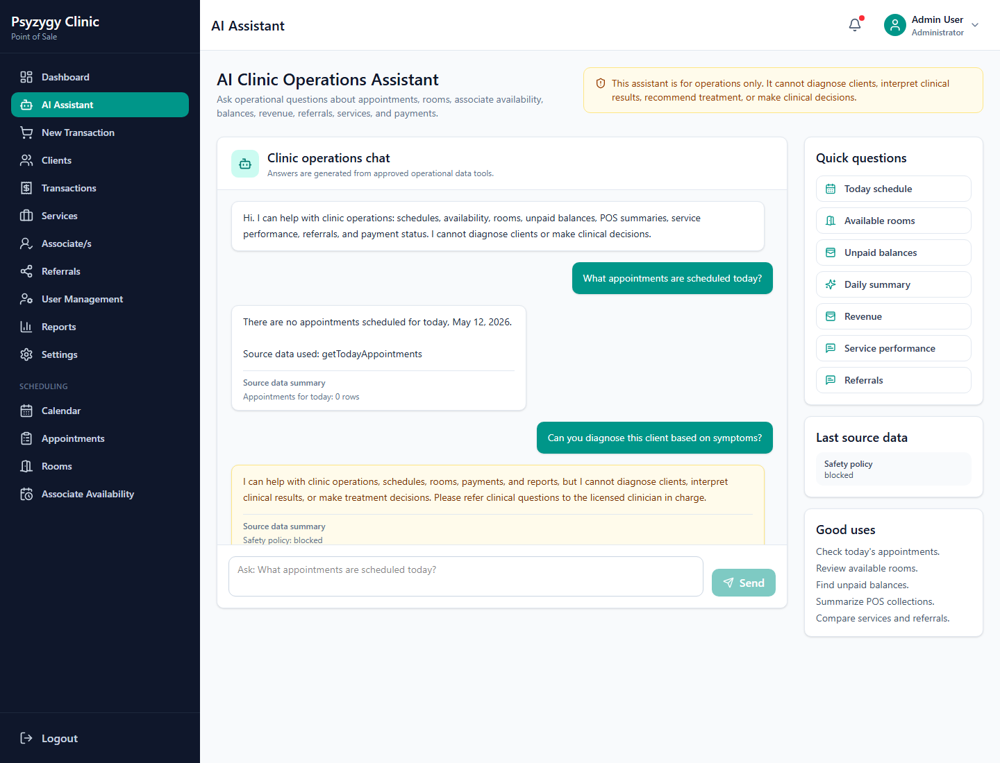 Psyzygy Clinic
Point of Sale
Dashboard
AI Assistant
New Transaction
Clients
Transactions
Services
Associate/s
Referrals
User Management
Reports
Settings
SCHEDULING
Calendar
Appointments
Rooms
Associate Availability
Logout
AI Assistant
Admin User
Administrator
AI Clinic Operations Assistant
Ask operational questions about appointments, rooms, associate availability,
balances, revenue, referrals, services, and payments.
This assistant is for operations only. It cannot diagnose clients, interpret clinical
results, recommend treatment, or make clinical decisions.
Clinic operations chat
Answers are generated from approved operational data tools.
Hi. I can help with clinic operations: schedules, availability, rooms, unpaid balances, POS summaries, service
performance, referrals, and payment status. I cannot diagnose clients or make clinical decisions.
What appointments are scheduled today?
There are no appointments scheduled for today, May 12, 2026.
Source data used: getTodayAppointments
Source data summary
Appointments for today: 0 rows
Can you diagnose this client based on symptoms?
I can help with clinic operations, schedules, rooms, payments, and reports, but I cannot diagnose clients, interpret
clinical results, or make treatment decisions. Please refer clinical questions to the licensed clinician in charge.
Source data summary
Safety policy: blocked
Ask: What appointments are scheduled today?
Send
Quick questions
Today schedule
Available rooms
Unpaid balances
Daily summary
Revenue
Service performance
Referrals
Last source data
Safety policy
blocked
Good uses
Check today's appointments.
Review available rooms.
Find unpaid balances.
Summarize POS collections.
Compare services and referrals.